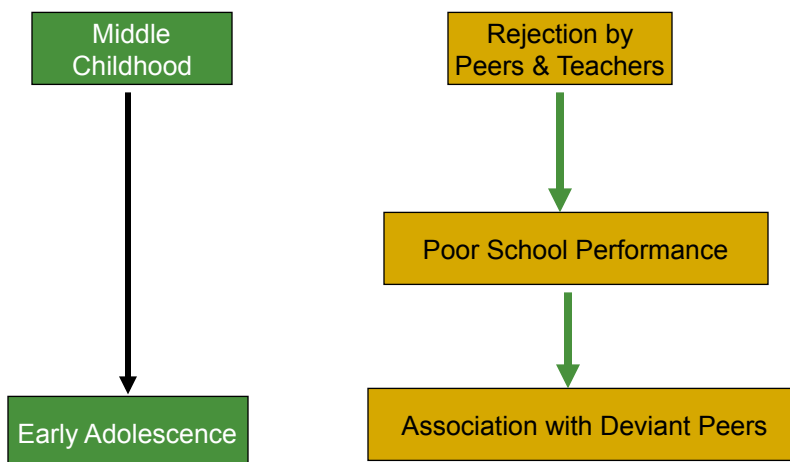 Middle
Childhood
Rejection by
Peers & Teachers
Poor School Performance
Early Adolescence
Association with Deviant Peers